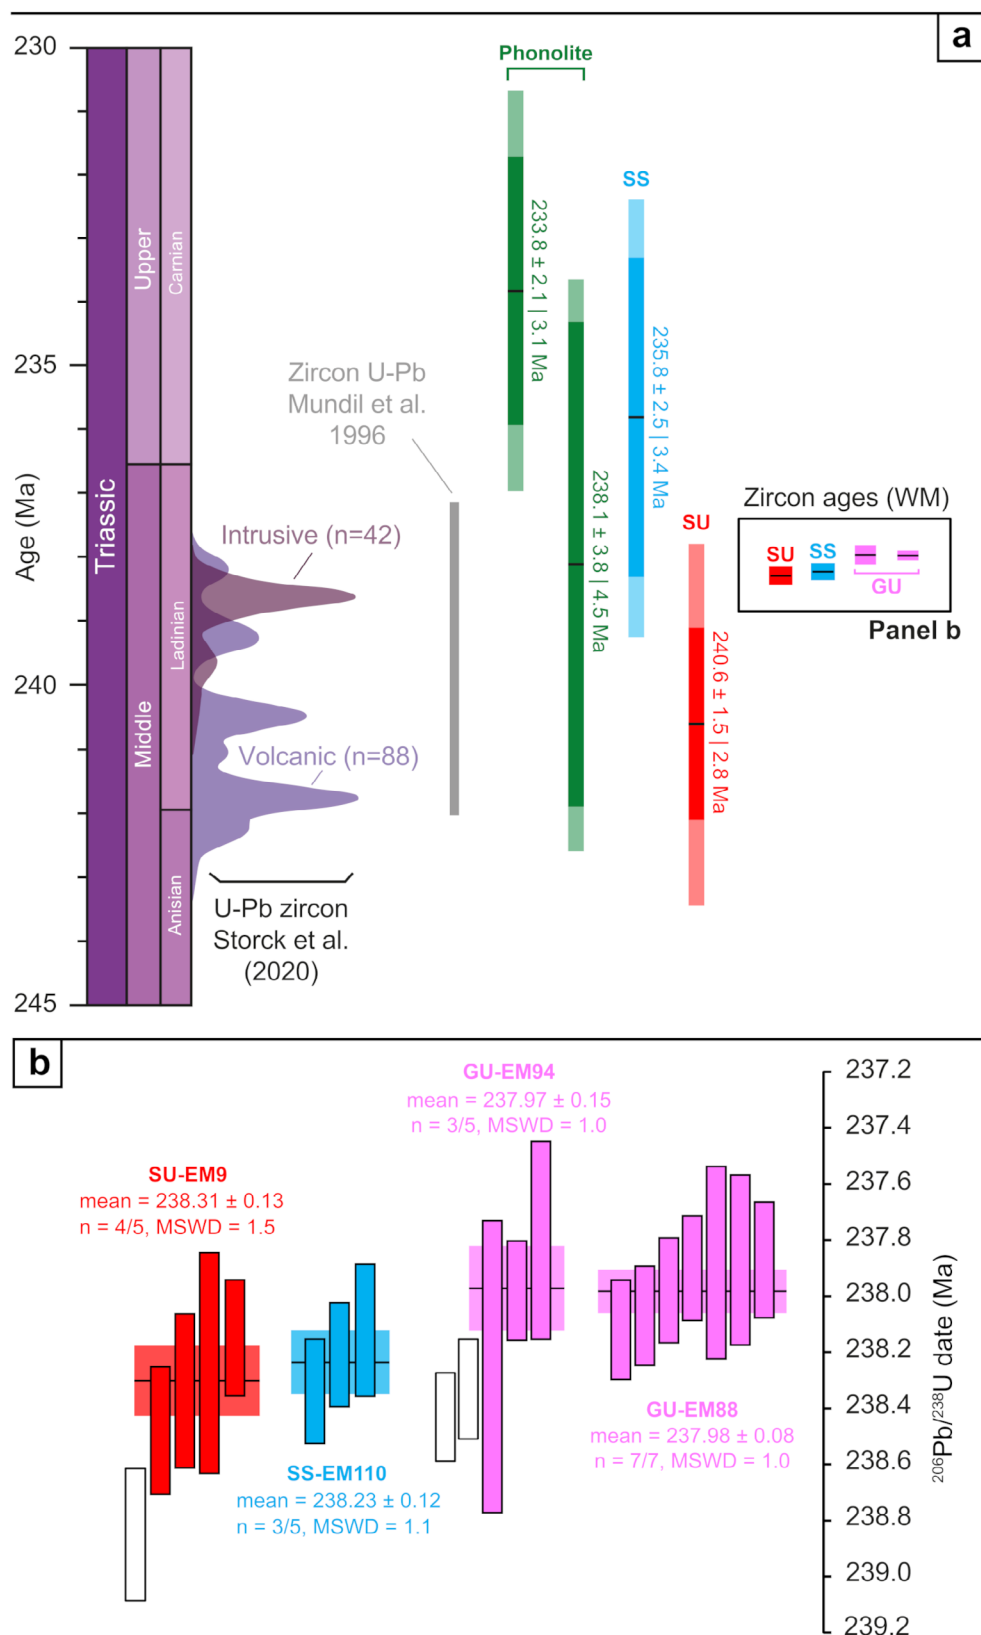 a
230
235
240
245
Age (Ma)
Triassic
Upper
Middle
Carnian
Ladinian
Anisian
Phonolite
233.8 ± 2.1 | 3.1 Ma
238.1 ± 3.8 | 4.5 Ma
SS
235.8 ± 2.5 | 3.4 Ma
SU
240.6 ± 1.5 | 2.8 Ma
Zircon U-Pb
Mundil et al.
1996
Intrusive (n=42)
Volcanic (n=88)
U-Pb zircon
Storck et al.
(2020)
Zircon ages (WM)
SU
SS
GU
Panel b
b
SU-EM9
mean = 238.31 ± 0.13
n = 4/5, MSWD = 1.5
SS-EM110
mean = 238.23 ± 0.12
n = 3/5, MSWD = 1.1
GU-EM94
mean = 237.97 ± 0.15
n = 3/5, MSWD = 1.0
GU-EM88
mean = 237.98 ± 0.08
n = 7/7, MSWD = 1.0
237.2
237.4
237.6
237.8
238.0
238.2
238.4
238.6
238.8
239.0
239.2
²⁰⁶Pb/²³⁸U date (Ma)